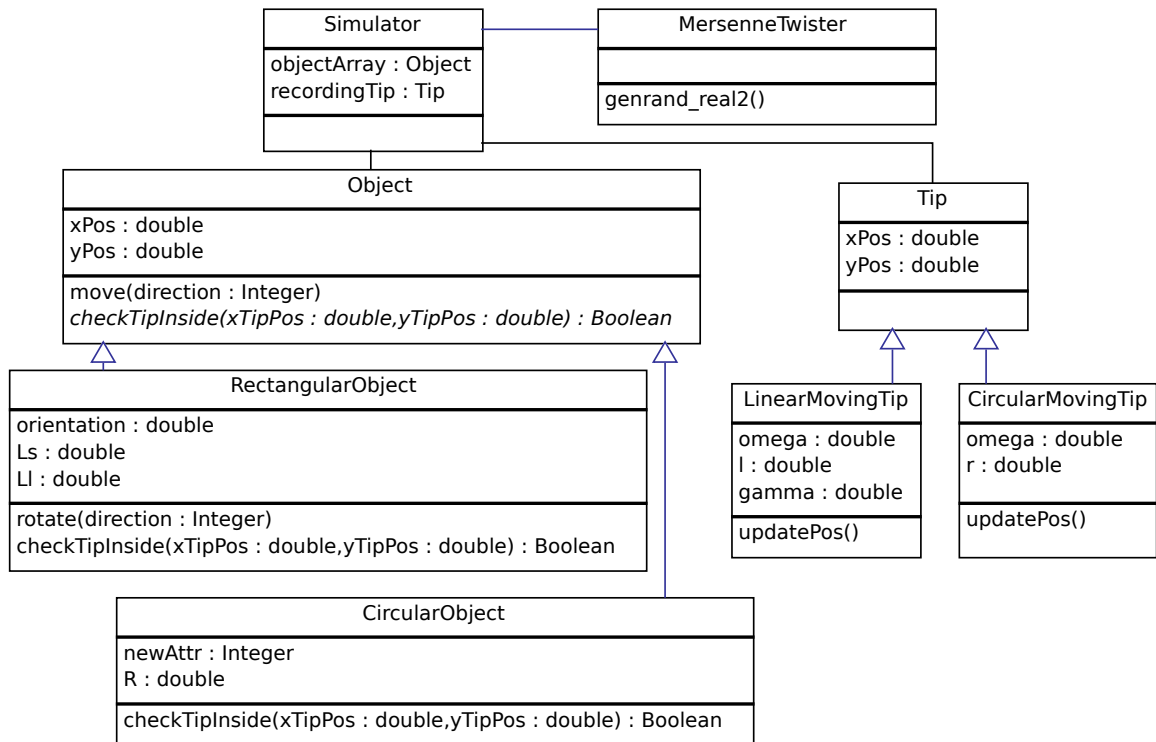 Simulator
objectArray : Object
recordingTip : Tip
MersenneTwister
genrand_real2()
Object
xPos : double
yPos : double
move(direction : Integer)
checkTipInside(xTipPos : double,yTipPos : double) : Boolean
Tip
xPos : double
yPos : double
RectangularObject
orientation : double
Ls : double
Ll : double
rotate(direction : Integer)
checkTipInside(xTipPos : double,yTipPos : double) : Boolean
LinearMovingTip
omega : double
l : double
gamma : double
updatePos()
CircularMovingTip
omega : double
r : double
updatePos()
CircularObject
newAttr : Integer
R : double
checkTipInside(xTipPos : double,yTipPos : double) : Boolean